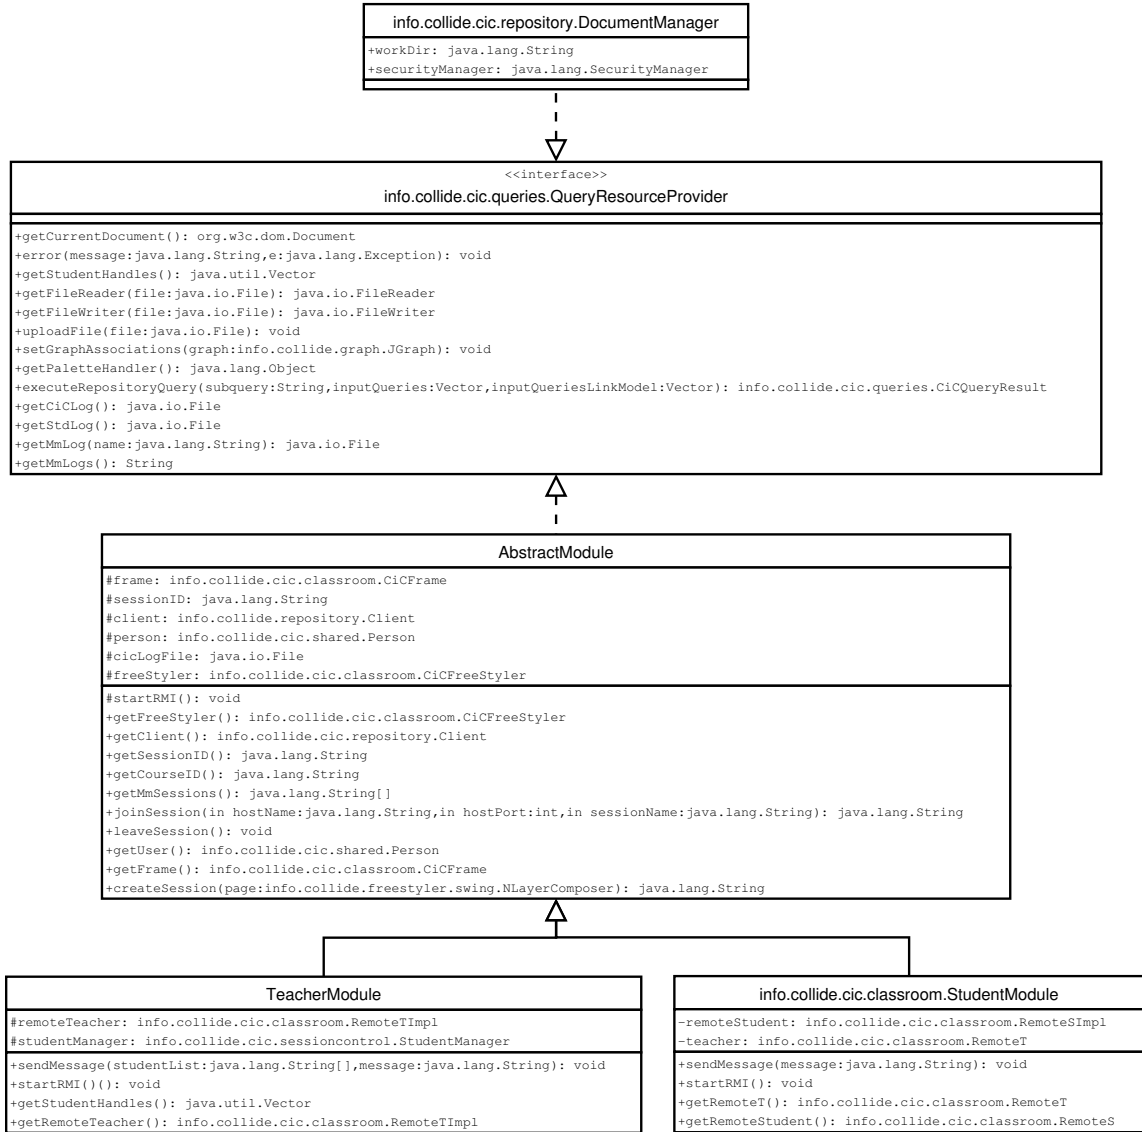 info.collide.cic.repository.DocumentManager
+workDir: java.lang.String
+securityManager: java.lang.SecurityManager
<<interface>>
info.collide.cic.queries.QueryResourceProvider
+getCurrentDocument(): org.w3c.dom.Document
+error(message:java.lang.String,e:java.lang.Exception): void
+getStudentHandles(): java.util.Vector
+getFileReader(file:java.io.File): java.io.FileReader
+getFileWriter(file:java.io.File): java.io.FileWriter
+uploadFile(file:java.io.File): void
+setGraphAssociations(graph:info.collide.graph.JGraph): void
+getPaletteHandler(): java.lang.Object
+executeRepositoryQuery(subquery:String,inputQueries:Vector,inputQueriesLinkModel:Vector): info.collide.cic.queries.CiCQueryResult
+getCiCLog(): java.io.File
+getStdLog(): java.io.File
+getMmLog(name:java.lang.String): java.io.File
+getMmLogs(): String
AbstractModule
#frame: info.collide.cic.classroom.CiCFrame
#sessionID: java.lang.String
#client: info.collide.repository.Client
#person: info.collide.cic.shared.Person
#cicLogFile: java.io.File
#freeStyler: info.collide.cic.classroom.CiCFreeStyler
#startRMI(): void
+getFreeStyler(): info.collide.cic.classroom.CiCFreeStyler
+getClient(): info.collide.cic.repository.Client
+getSessionID(): java.lang.String
+getCourseID(): java.lang.String
+getMmSessions(): java.lang.String[]
+joinSession(in hostName:java.lang.String,in hostPort:int,in sessionName:java.lang.String): java.lang.String
+leaveSession(): void
+getUser(): info.collide.cic.shared.Person
+getFrame(): info.collide.cic.classroom.CiCFrame
+createSession(page:info.collide.freestyler.swing.NLayerComposer): java.lang.String
TeacherModule
#remoteTeacher: info.collide.cic.classroom.RemoteTImpl
#studentManager: info.collide.cic.sessioncontrol.StudentManager
+sendMessage(studentList:java.lang.String[],message:java.lang.String): void
+startRMI()(): void
+getStudentHandles(): java.util.Vector
+getRemoteTeacher(): info.collide.cic.classroom.RemoteTImpl
info.collide.cic.classroom.StudentModule
-remoteStudent: info.collide.cic.classroom.RemoteSImpl
-teacher: info.collide.cic.classroom.RemoteT
+sendMessage(message:java.lang.String): void
+startRMI(): void
+getRemoteT(): info.collide.cic.classroom.RemoteT
+getRemoteStudent(): info.collide.cic.classroom.RemoteS